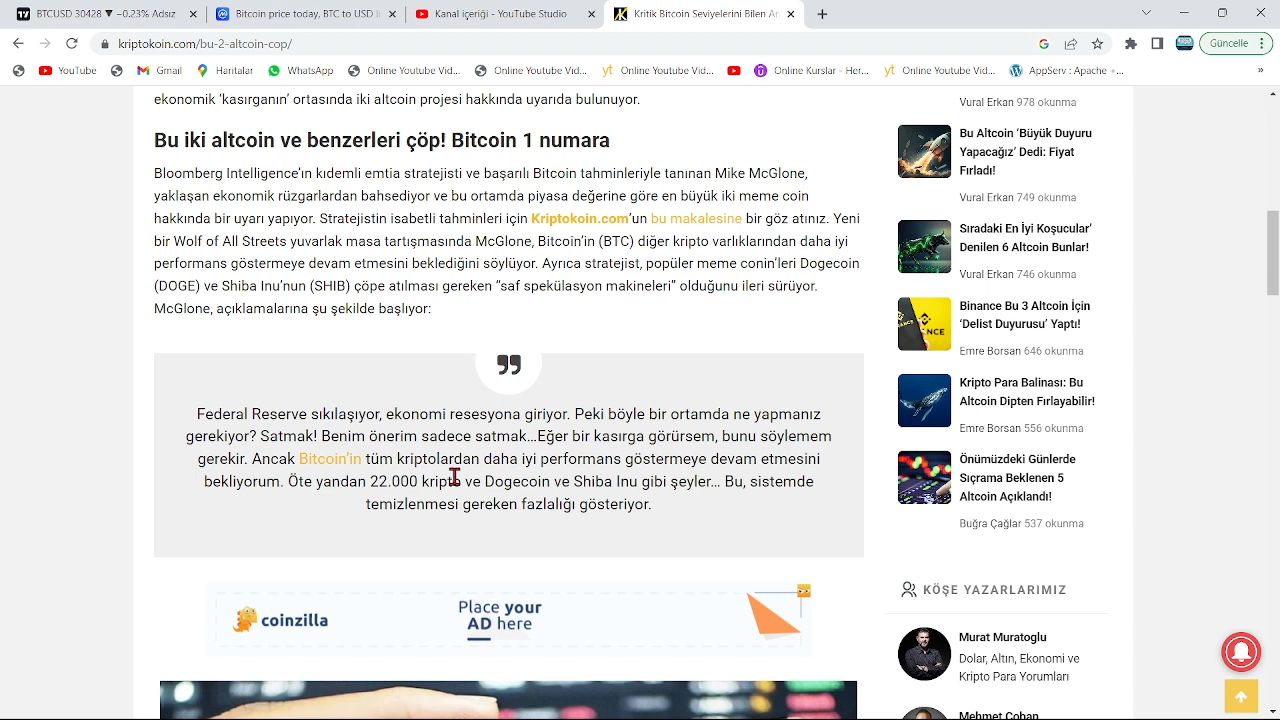 BTCUSD 30428 ▼ −0.23% Adsız
Bitcoin price today, BTC to USD li
Kanal içeriği - YouTube Studio
Kritik Bitcoin Seviyelerini Bilen An
kriptokoin.com/bu-2-altcoin-cop/
Güncelle
YouTube
Gmail
Haritalar
WhatsApp
Online Youtube Vid...
Online Youtube Vid...
yt Online Youtube Vid...
Online Kurslar - Her...
yt Online Youtube Vid...
AppServ : Apache +...
»
ekonomik ‘kasırganın’ ortasında iki altcoin projesi hakkında uyarıda bulunuyor.
Bu iki altcoin ve benzerleri çöp! Bitcoin 1 numara
Bloomberg Intelligence’ın kıdemli emtia stratejisti ve başarılı Bitcoin tahminleriyle tanınan Mike McGlone,
yaklaşan ekonomik rüzgarlardan bahsediyor ve bu ortamda piyasa değerine göre en büyük iki meme coin
hakkında bir uyarı yapıyor. Stratejistin isabetli tahminleri için Kriptokoin.com’un bu makalesine bir göz atınız. Yeni
bir Wolf of All Streets yuvarlak masa tartışmasında McGlone, Bitcoin’in (BTC) diğer kripto varlıklarından daha iyi
performans göstermeye devam etmesini beklediğini söylüyor. Ayrıca stratejist popüler meme conin’leri Dogecoin
(DOGE) ve Shiba Inu’nun (SHIB) çöpe atılması gereken “saf spekülasyon makineleri” olduğunu ileri sürüyor.
McGlone, açıklamalarına şu şekilde başlıyor:
Federal Reserve sıkılaşıyor, ekonomi resesyona giriyor. Peki böyle bir ortamda ne yapmanız
gerekiyor? Satmak! Benim önerim sadece satmak…Eğer bir kasırga görürsem, bunu söylemem
gerekir. Ancak Bitcoin’in tüm kriptolardan daha iyi performans göstermeye devam etmesini
bekliyorum. Öte yandan 22.000 kripto ve Dogecoin ve Shiba Inu gibi şeyler… Bu, sistemde
temizlenmesi gereken fazlalığı gösteriyor.
coinzilla
Place your
AD here
Vural Erkan 978 okunma
Bu Altcoin ‘Büyük Duyuru
Yapacağız’ Dedi: Fiyat
Fırladı!
Vural Erkan 749 okunma
Sıradaki En İyi Koşucular’
Denilen 6 Altcoin Bunlar!
Vural Erkan 746 okunma
NCE
Binance Bu 3 Altcoin İçin
‘Delist Duyurusu’ Yaptı!
Emre Borsan 646 okunma
Kripto Para Balinası: Bu
Altcoin Dipten Fırlayabilir!
Emre Borsan 556 okunma
Önümüzdeki Günlerde
Sıçrama Beklenen 5
Altcoin Açıklandı!
Buğra Çağlar 537 okunma
KÖŞE YAZARLARIMIZ
Murat Muratoglu
Dolar, Altın, Ekonomi ve
Kripto Para Yorumları
Mehmet Çoban